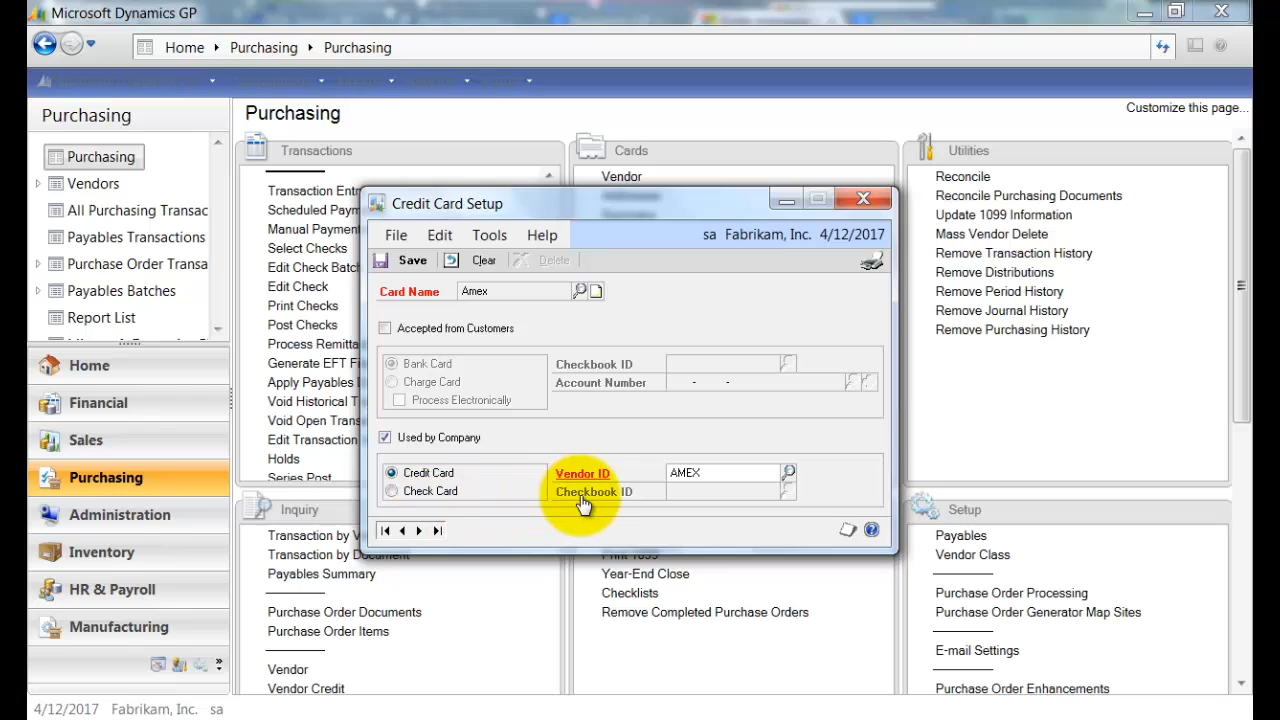 Microsoft Dynamics GP
Home
Purchasing
Purchasing
Purchasing
Purchasing
Customize this page...
Purchasing
Vendors
All Purchasing Transac
Payables Transactions
Purchase Order Transa
Payables Batches
Report List
Home
Financial
Sales
Purchasing
Administration
Inventory
HR & Payroll
Manufacturing
Transactions
Transaction Entr
Scheduled Paym
Manual Payment
Select Checks
Edit Check Batc
Edit Check
Print Checks
Post Checks
Process Remitta
Generate EFT Fi
Apply Payables
Void Historical T
Void Open Trans
Edit Transaction
Holds
Series Post
Cards
Vendor
Utilities
Reconcile
Reconcile Purchasing Documents
Update 1099 Information
Mass Vendor Delete
Remove Transaction History
Remove Distributions
Remove Period History
Remove Journal History
Remove Purchasing History
Credit Card Setup
File Edit Tools Help
sa Fabrikam, Inc. 4/12/2017
Save Clear Delete
Card Name Amex
Accepted from Customers
Bank Card
Charge Card
Process Electronically
Checkbook ID
Account Number - -
Used by Company
Credit Card
Check Card
Vendor ID AMEX
Checkbook ID
Inquiry
Transaction by V
Transaction by Docume
Payables Summary
Purchase Order Documents
Purchase Order Items
Vendor
Vendor Credit
Print 1099
Year-End Close
Checklists
Remove Completed Purchase Orders
Setup
Payables
Vendor Class
Purchase Order Processing
Purchase Order Generator Map Sites
E-mail Settings
Purchase Order Enhancements
4/12/2017 Fabrikam, Inc. sa